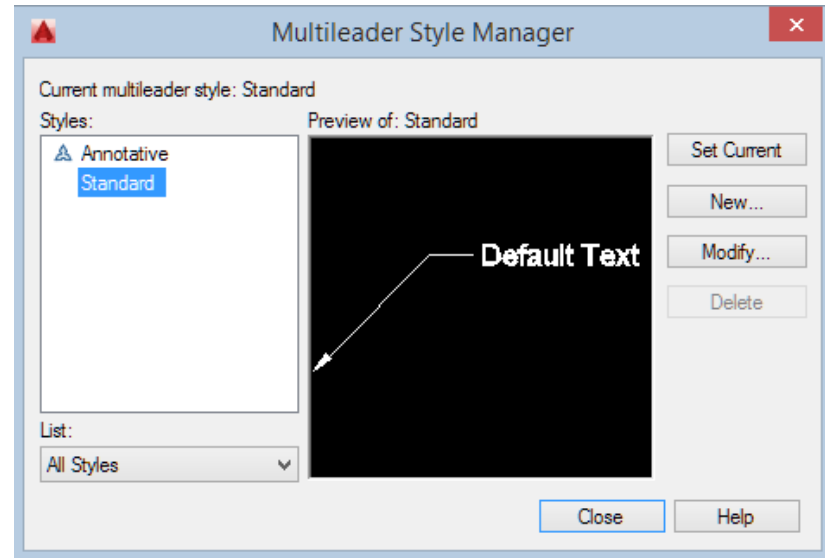 Multileader Style Manager
Current multileader style: Standard
Styles:
Annotative
Standard
Preview of: Standard
Default Text
Set Current
New...
Modify...
Delete
List:
All Styles
Close
Help